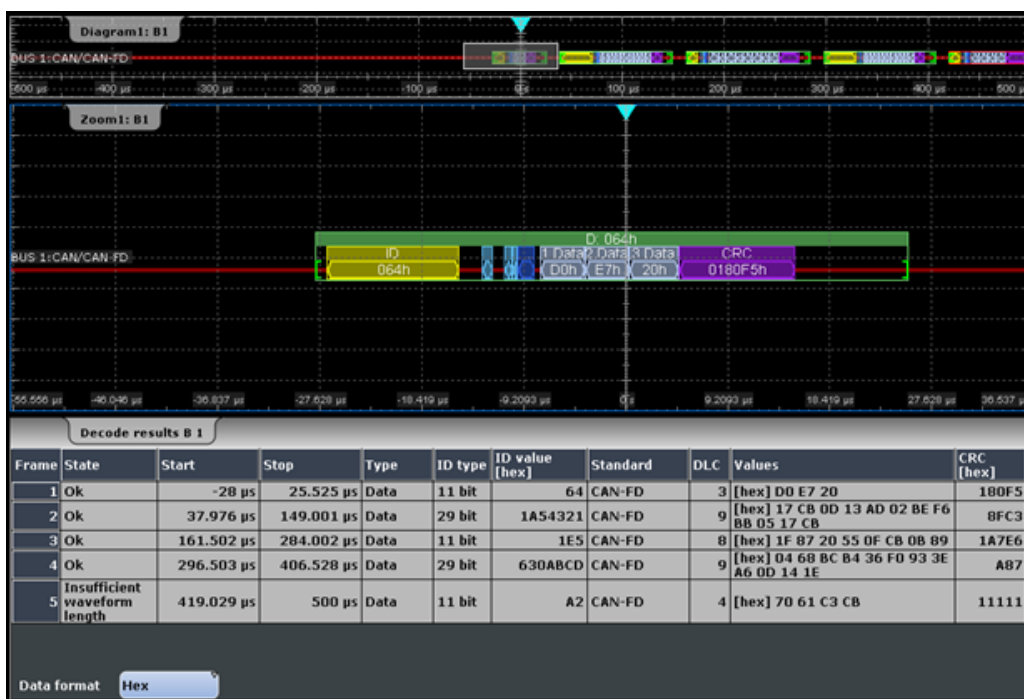 Diagram1: B1
BUS 1:CAN/CAN-FD
-500 µs -400 µs -300 µs -200 µs -100 µs 0 s 100 µs 200 µs 300 µs 400 µs 500 µ
Zoom1: B1
D: 064h
ID 1 Data 2 Data 3 Data CRC
BUS 1:CAN/CAN-FD
064h D0h E7h 20h 0180F5h
-55.556 µs -46.046 µs -36.837 µs -27.628 µs -18.419 µs -9.2093 µs 0 s 9.2093 µs 18.419 µs 27.628 µs 36.537 µ
Decode results B 1
Frame State Start Stop Type ID type ID value [hex] Standard DLC Values CRC [hex]
1 Ok -28 µs 25.525 µs Data 11 bit 64 CAN-FD 3 [hex] D0 E7 20 180F5
2 Ok 37.976 µs 149.001 µs Data 29 bit 1A54321 CAN-FD 9 [hex] 17 CB 0D 13 AD 02 BE F6
BB 05 17 CB 8FC3
3 Ok 161.502 µs 284.002 µs Data 11 bit 1E5 CAN-FD 8 [hex] 1F 87 20 55 0F CB 0B 89 1A7E6
4 Ok 296.503 µs 406.528 µs Data 29 bit 630ABCD CAN-FD 9 [hex] 04 68 BC B4 36 F0 93 3E
A6 0D 14 1E A87
Insufficient
5 waveform 419.029 µs 500 µs Data 11 bit A2 CAN-FD 4 [hex] 70 61 C3 CB 11111
length
Data format Hex